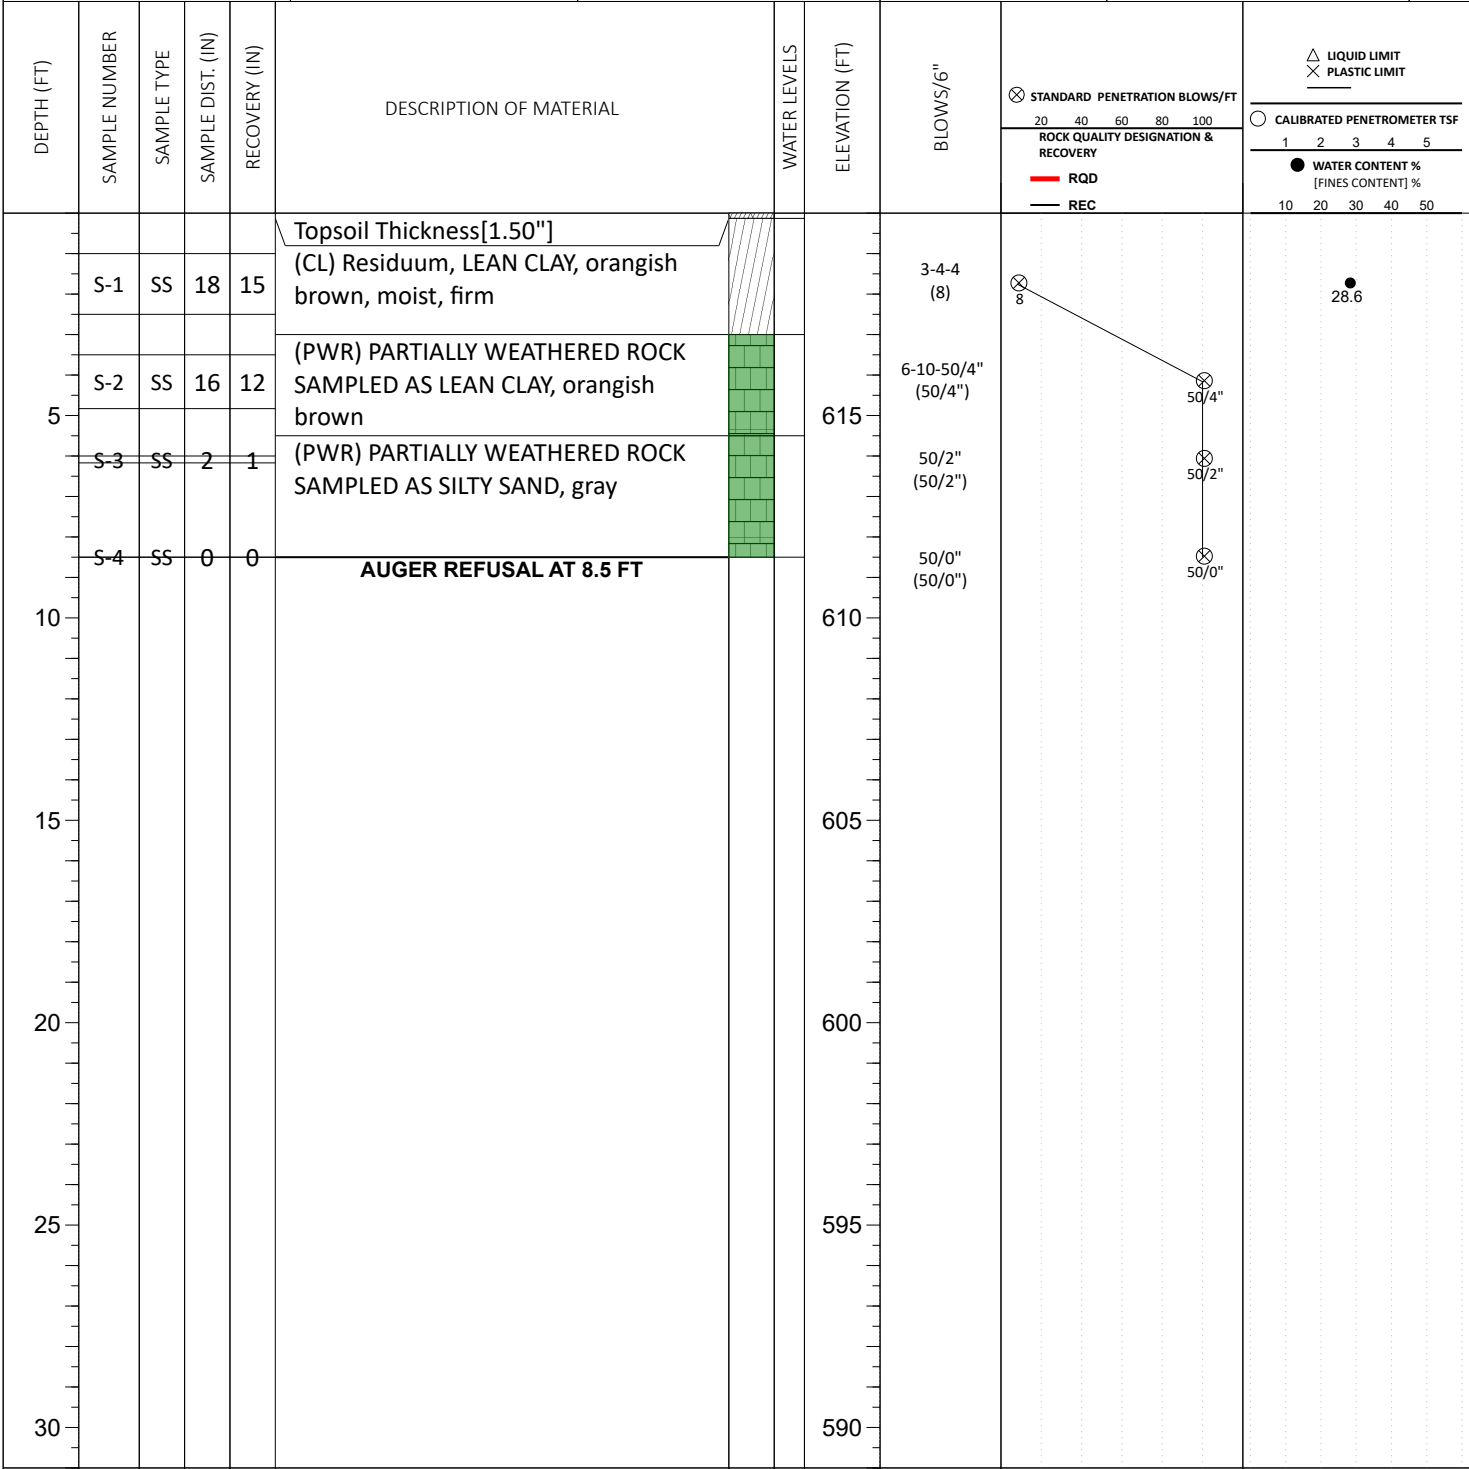 DEPTH (FT)
SAMPLE NUMBER
SAMPLE TYPE
SAMPLE DIST. (IN)
RECOVERY (IN)
DESCRIPTION OF MATERIAL
WATER LEVELS
ELEVATION (FT)
BLOWS/6"
STANDARD PENETRATION BLOWS/FT
20 40 60 80 100
ROCK QUALITY DESIGNATION &
RECOVERY
RQD
REC
LIQUID LIMIT
PLASTIC LIMIT
CALIBRATED PENETROMETER TSF
1 2 3 4 5
WATER CONTENT %
[FINES CONTENT] %
10 20 30 40 50
Topsoil Thickness[1.50"]
S-1 SS 18 15
(CL) Residuum, LEAN CLAY, orangish
brown, moist, firm
3-4-4
(8)
8
28.6
S-2 SS 16 12
(PWR) PARTIALLY WEATHERED ROCK
SAMPLED AS LEAN CLAY, orangish
brown
6-10-50/4"
(50/4")
50/4"
5
615
S-3 SS 2 1
(PWR) PARTIALLY WEATHERED ROCK
SAMPLED AS SILTY SAND, gray
50/2"
(50/2")
50/2"
S-4 SS 0 0
AUGER REFUSAL AT 8.5 FT
50/0"
(50/0")
50/0"
10 610
15 605
20 600
25 595
30 590